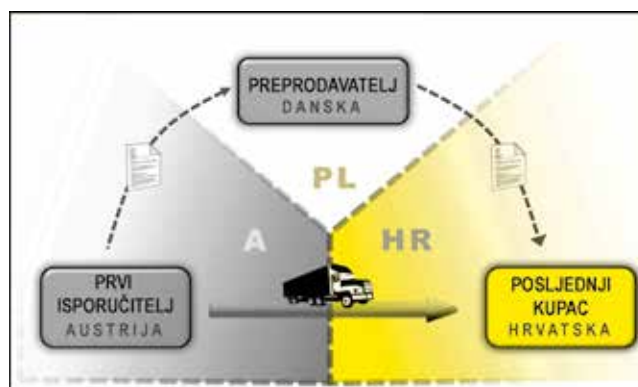 PREPRODAVATELJ
DANSKA
PL
A
HR
PRVI
ISPORUČITELJ
AUSTRIJA
POSLJEDNJI
KUPAC
HRVATSKA